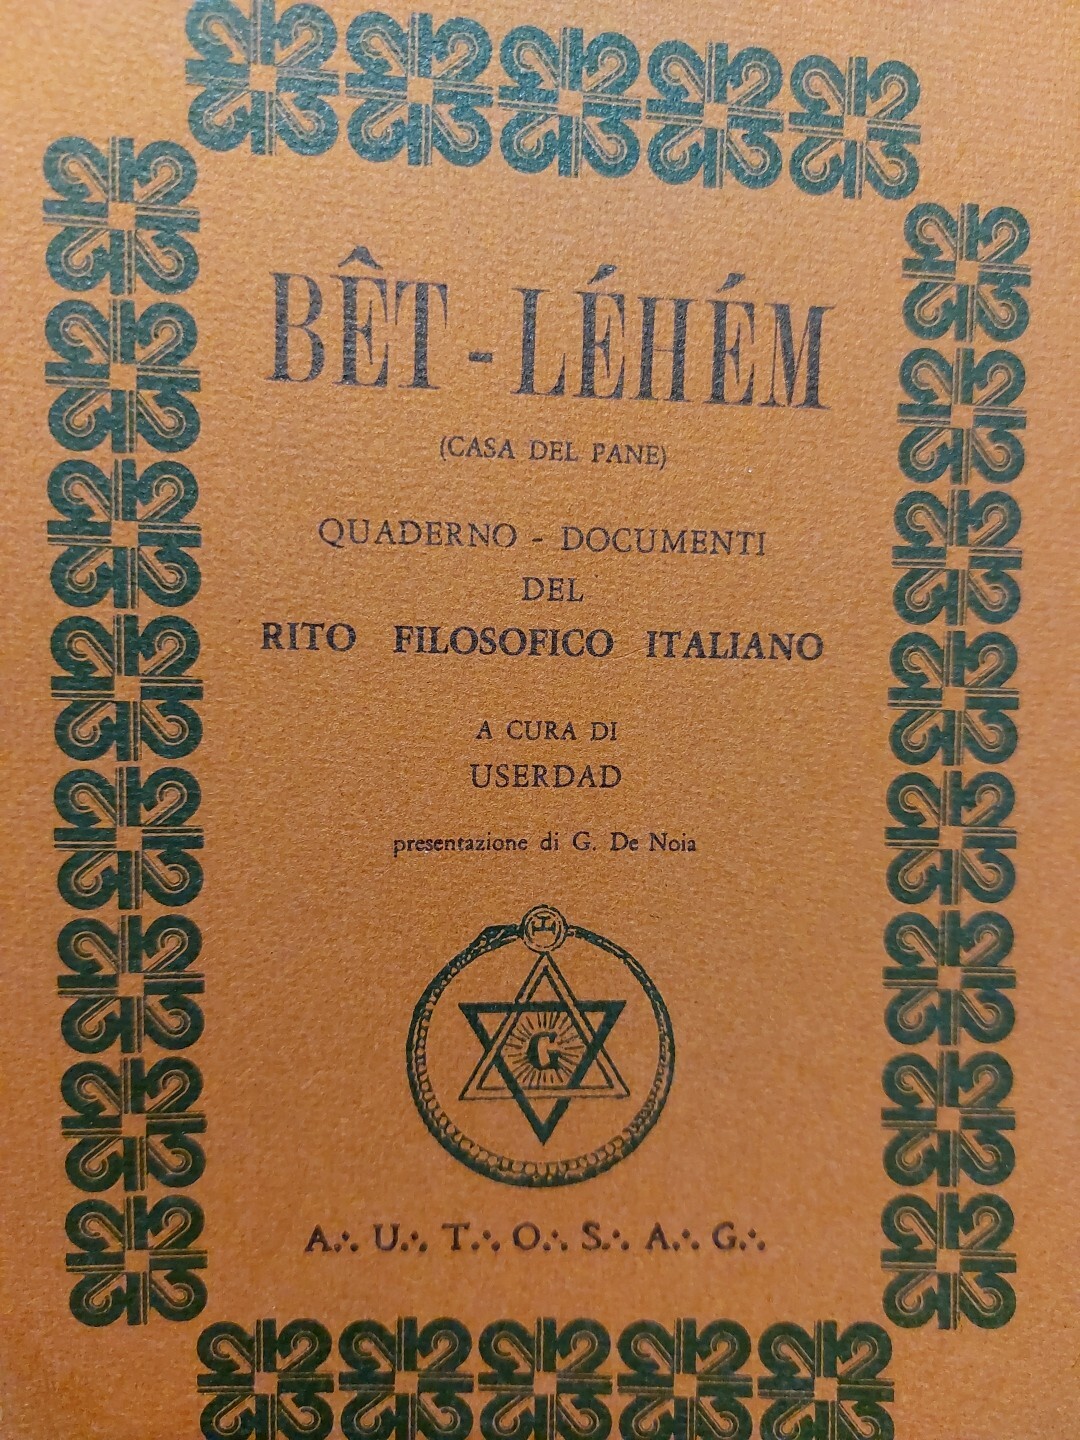 BÊT - LÉHÉM
(CASA DEL PANE)
QUADERNO - DOCUMENTI
DEL
RITO FILOSOFICO ITALIANO
A CURA DI
USERDAD
presentazione di G. De Noia
G
A∴ U∴ T∴ O∴ S∴ A∴ G∴